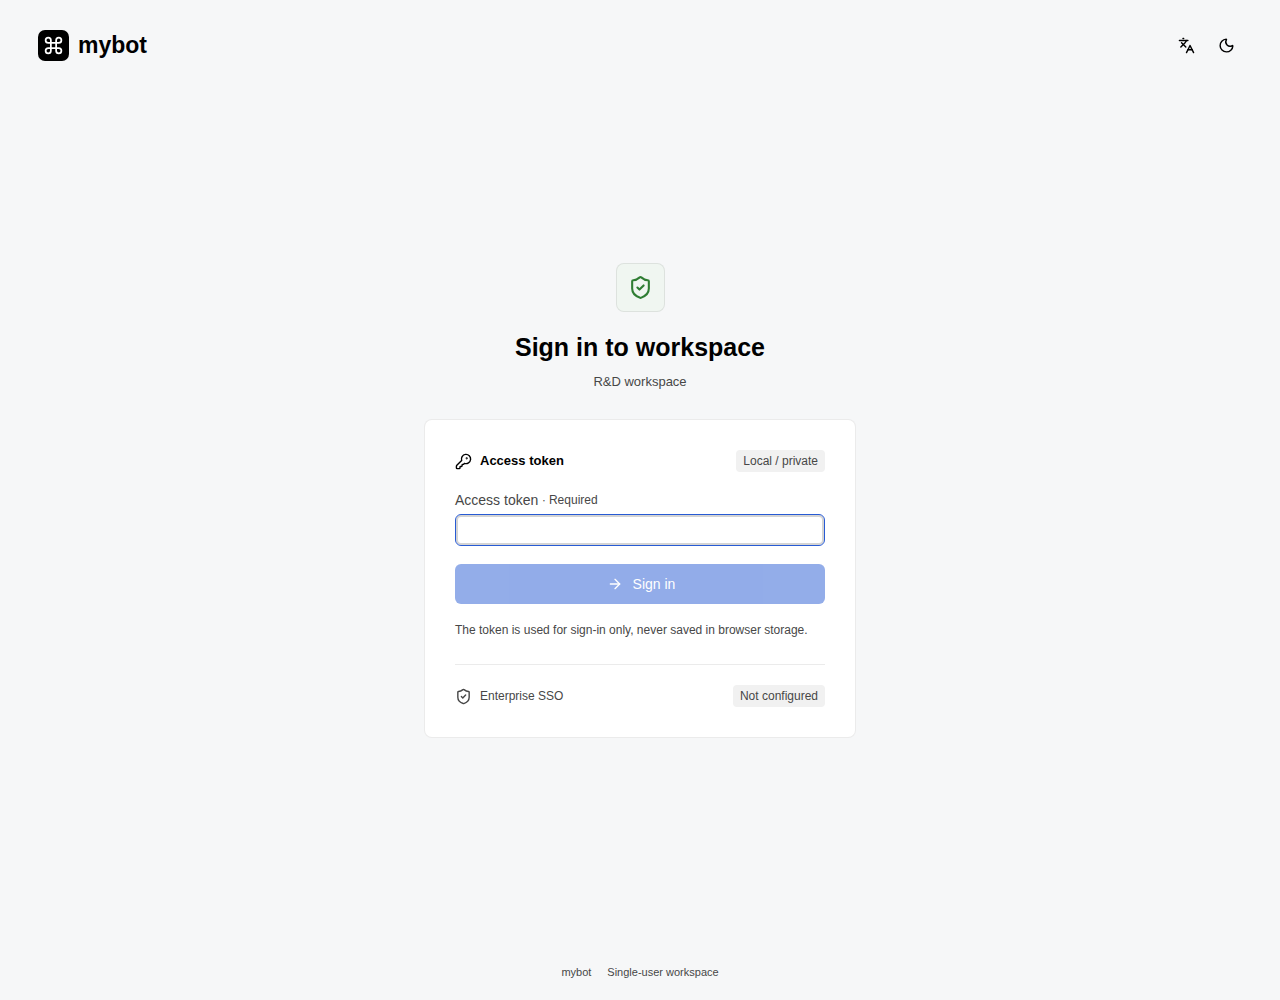 mybot
Sign in to workspace
R&D workspace
Access token
Local / private
Access token · Required
Sign in
The token is used for sign-in only, never saved in browser storage.
Enterprise SSO
Not configured
mybot Single-user workspace